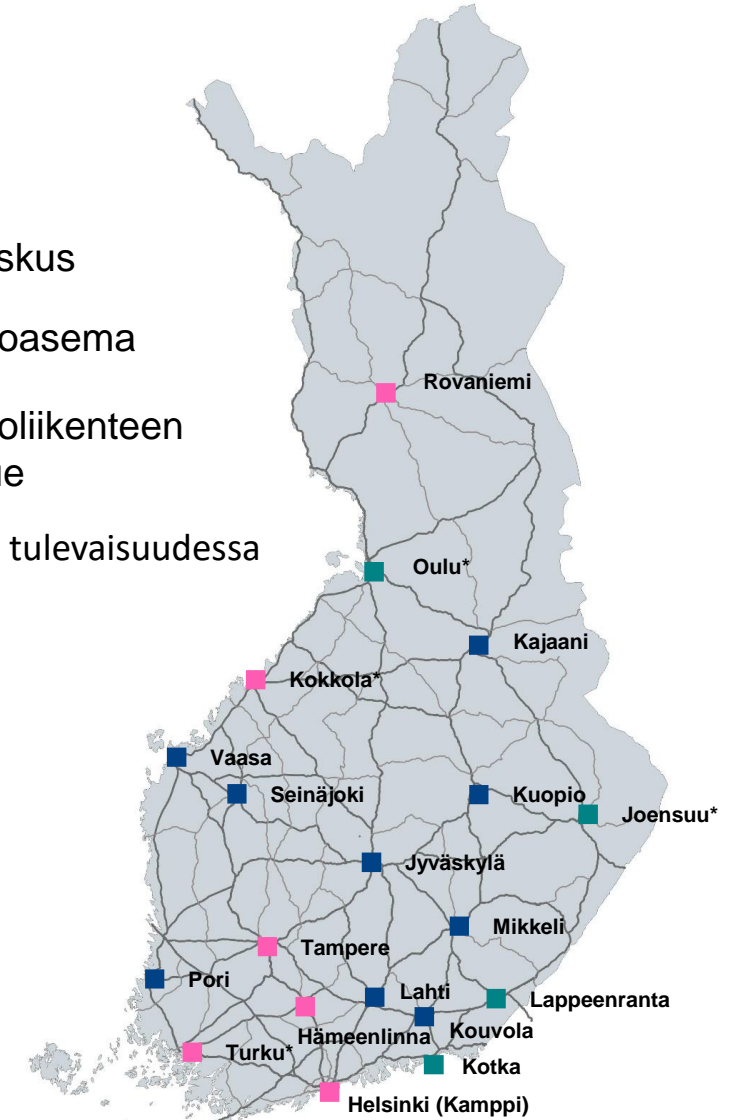 skus
oasema
oliikenteen
e
tulevaisuudessa
Rovaniemi
Oulu*
Kajaani
Kokkola*
Vaasa
Seinäjoki
Kuopio
Joensuu*
Jyväskylä
Mikkeli
Tampere
Pori
Lahti
Lappeenranta
Hämeenlinna
Kouvola
Turku*
Kotka
Helsinki (Kamppi)